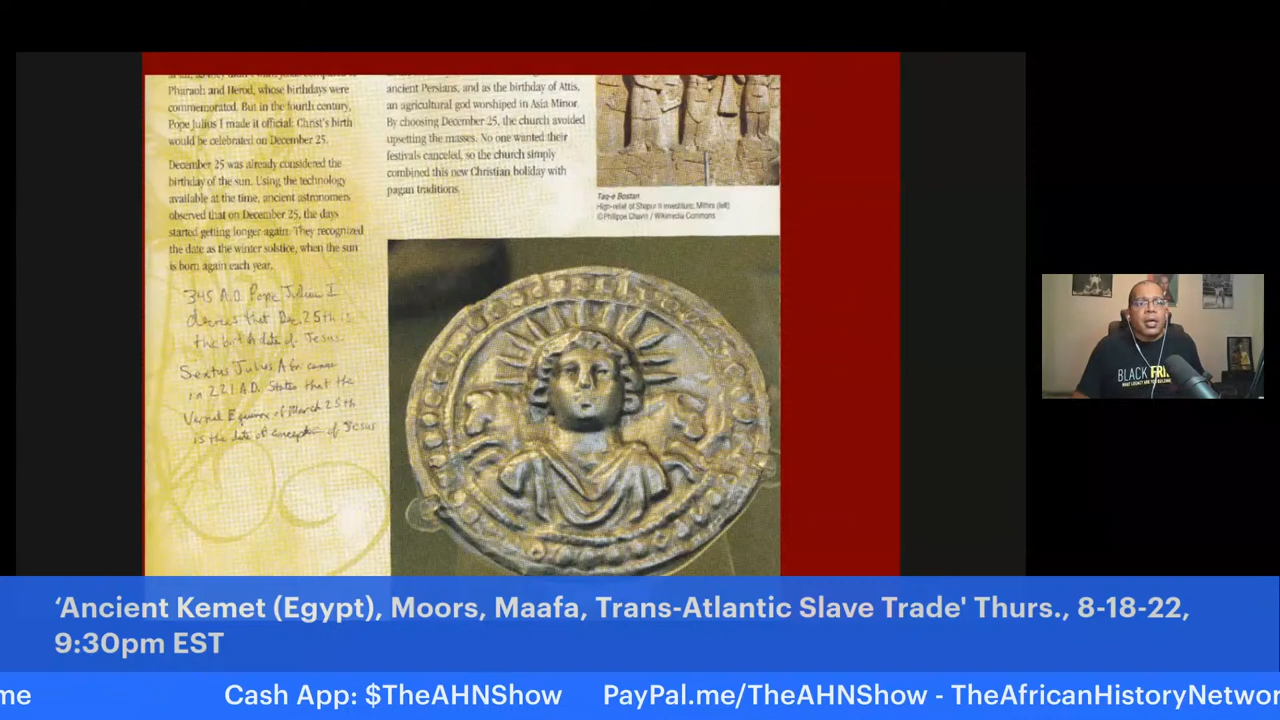 Pharaoh and Herod, whose birthdays were
commemorated. But in the fourth century,
Pope Julius I made it official: Christ's birth
would be celebrated on December 25.
December 25 was already considered the
birthday of the sun. Using the technology
available at the time, ancient astronomers
observed that on December 25, the days
started getting longer again. They recognized
the date as the winter solstice, when the sun
is born again each year.
345 A.D. Pope Julius I
decrees that Dec. 25th is
the birth date of Jesus.
Sextus Julius Africanus
in 221 A.D. States that the
Vernal Equinox of March 25th
is the date of conception of Jesus
ancient Persians, and as the birthday of Attis,
an agricultural god worshiped in Asia Minor.
By choosing December 25, the church avoided
upsetting the masses. No one wanted their
festivals canceled, so the church simply
combined this new Christian holiday with
pagan traditions.
Taq-e Bostan
High-relief of Shapur II investiture, Mithra (left)
©Philippe Chavin / Wikimedia Commons
BLACK FRI
WHAT LEGACY ARE YOU BUILDING
‘Ancient Kemet (Egypt), Moors, Maafa, Trans-Atlantic Slave Trade' Thurs., 8-18-22,
9:30pm EST
me Cash App: $TheAHNShow PayPal.me/TheAHNShow - TheAfricanHistoryNetwor